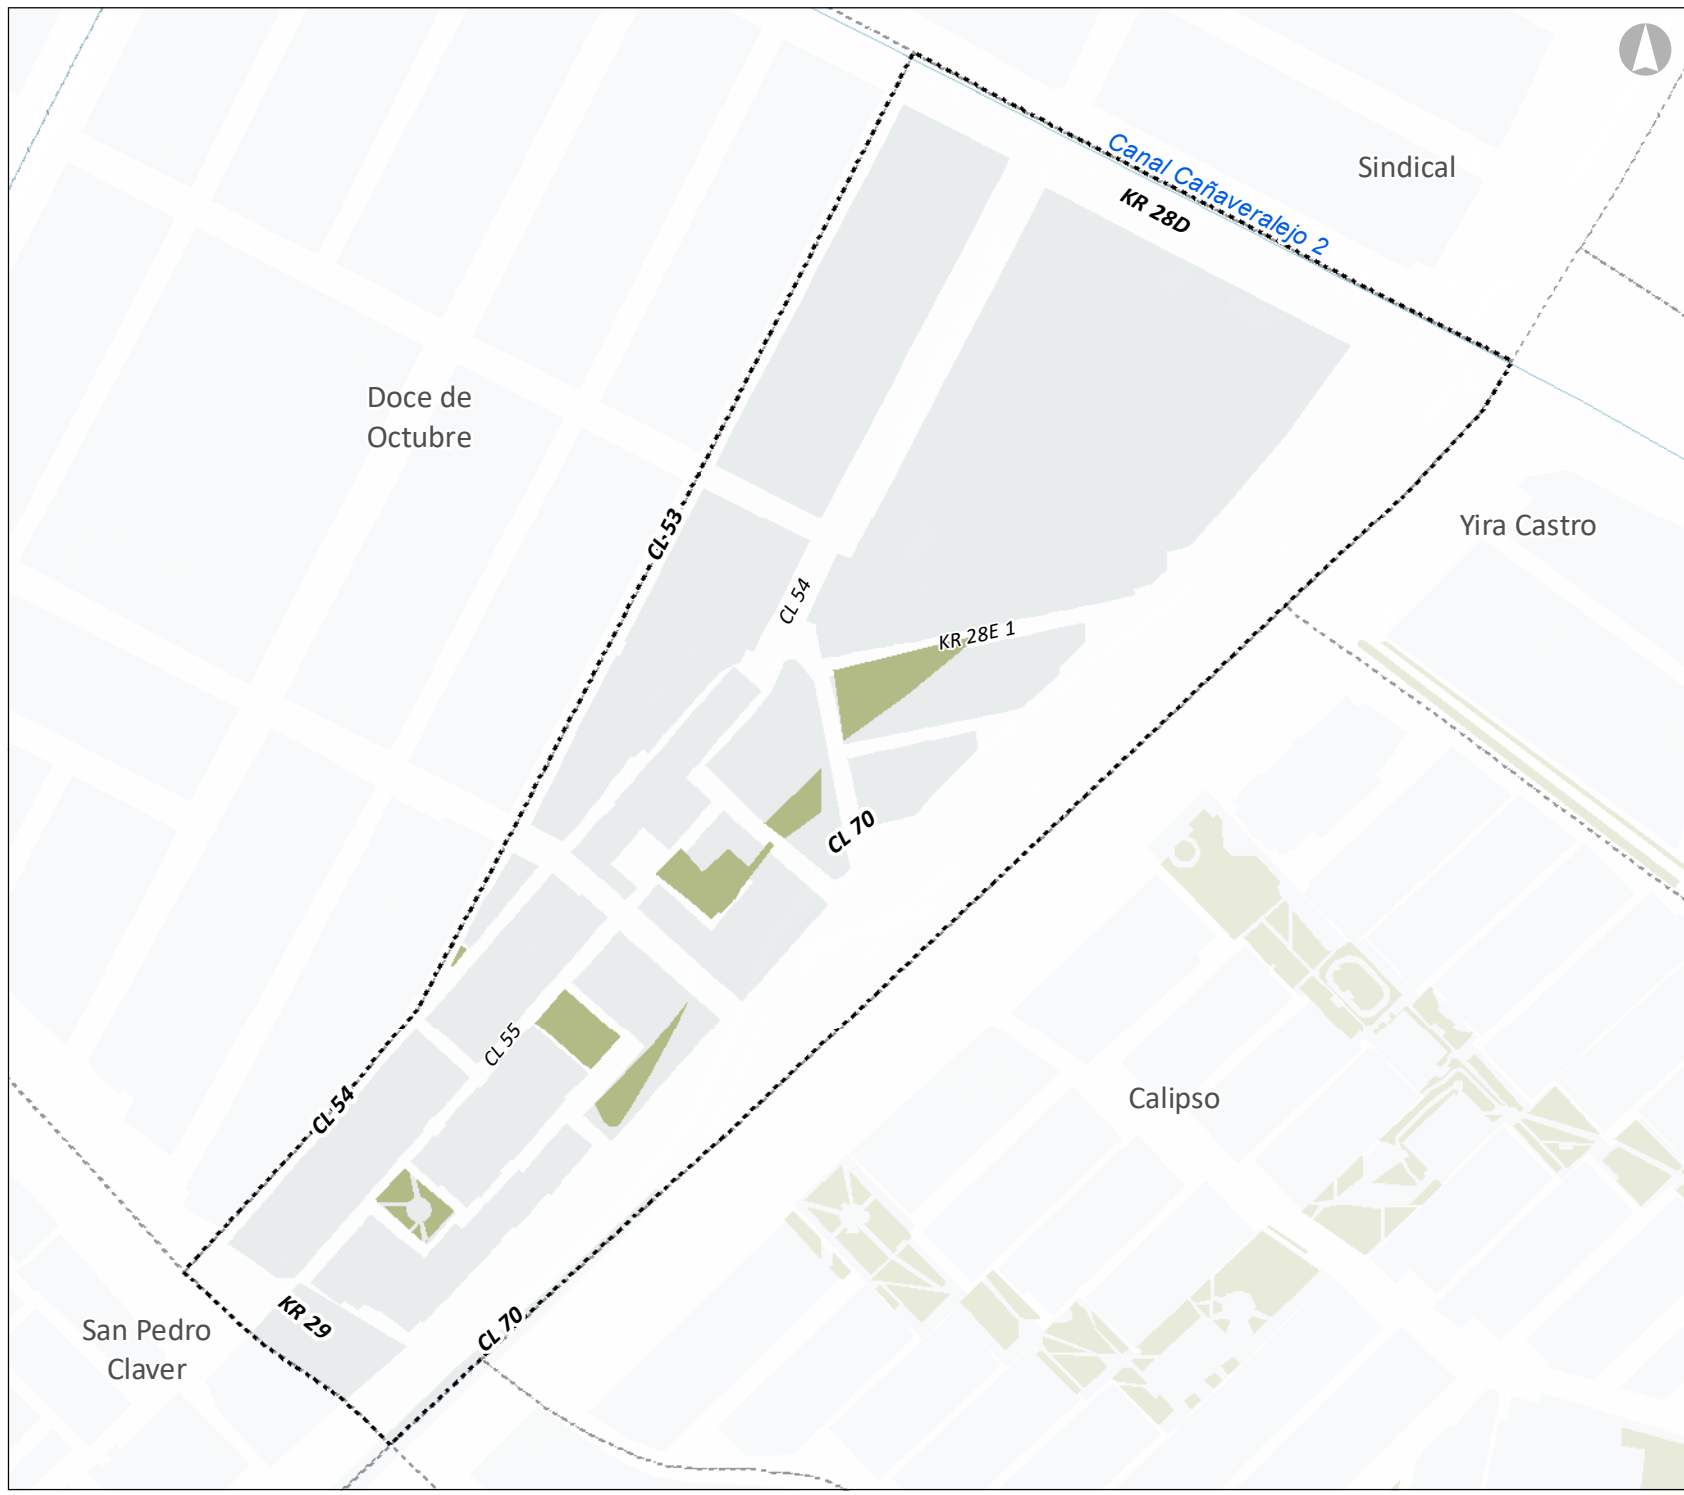 Canal Cañaveralejo 2
Sindical
KR 28D
Doce de
Octubre
CL 53
Yira Castro
CL 54
KR 28E 1
CL 70
CL 55
CL 54
Calipso
KR 29
CL 70
San Pedro
Claver